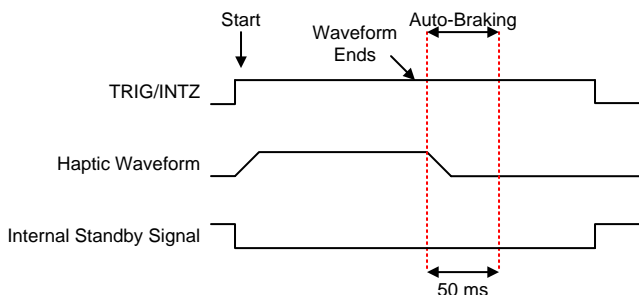 Start
Auto-Braking
Waveform
Ends
TRIG/INTZ
Haptic Waveform
Internal Standby Signal
50 ms